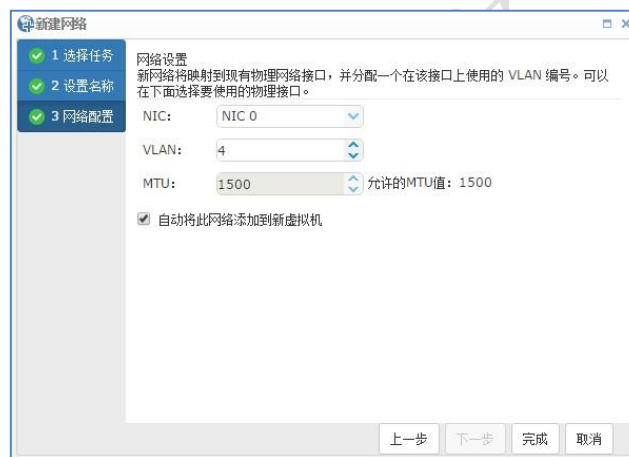 新建网络
1 选择任务
2 设置名称
3 网络配置
网络设置
新网络将映射到现有物理网络接口，并分配一个在该接口上使用的 VLAN 编号。可以
在下面选择要使用的物理接口。
NIC: NIC 0
VLAN: 4
MTU: 1500 允许的MTU值: 1500
自动将此网络添加到新虚拟机
上一步 下一步 完成 取消